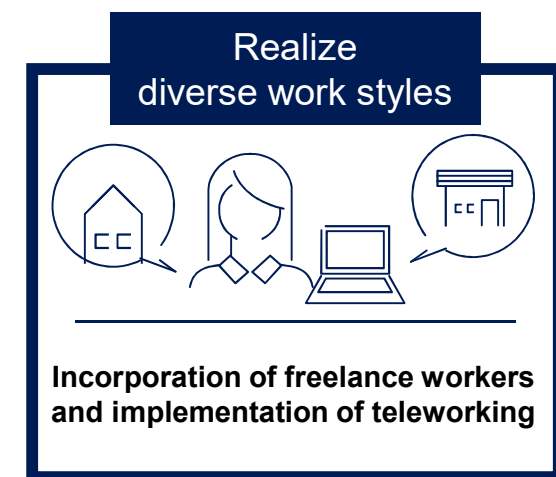 Realize
diverse work styles
Incorporation of freelance workers
and implementation of teleworking